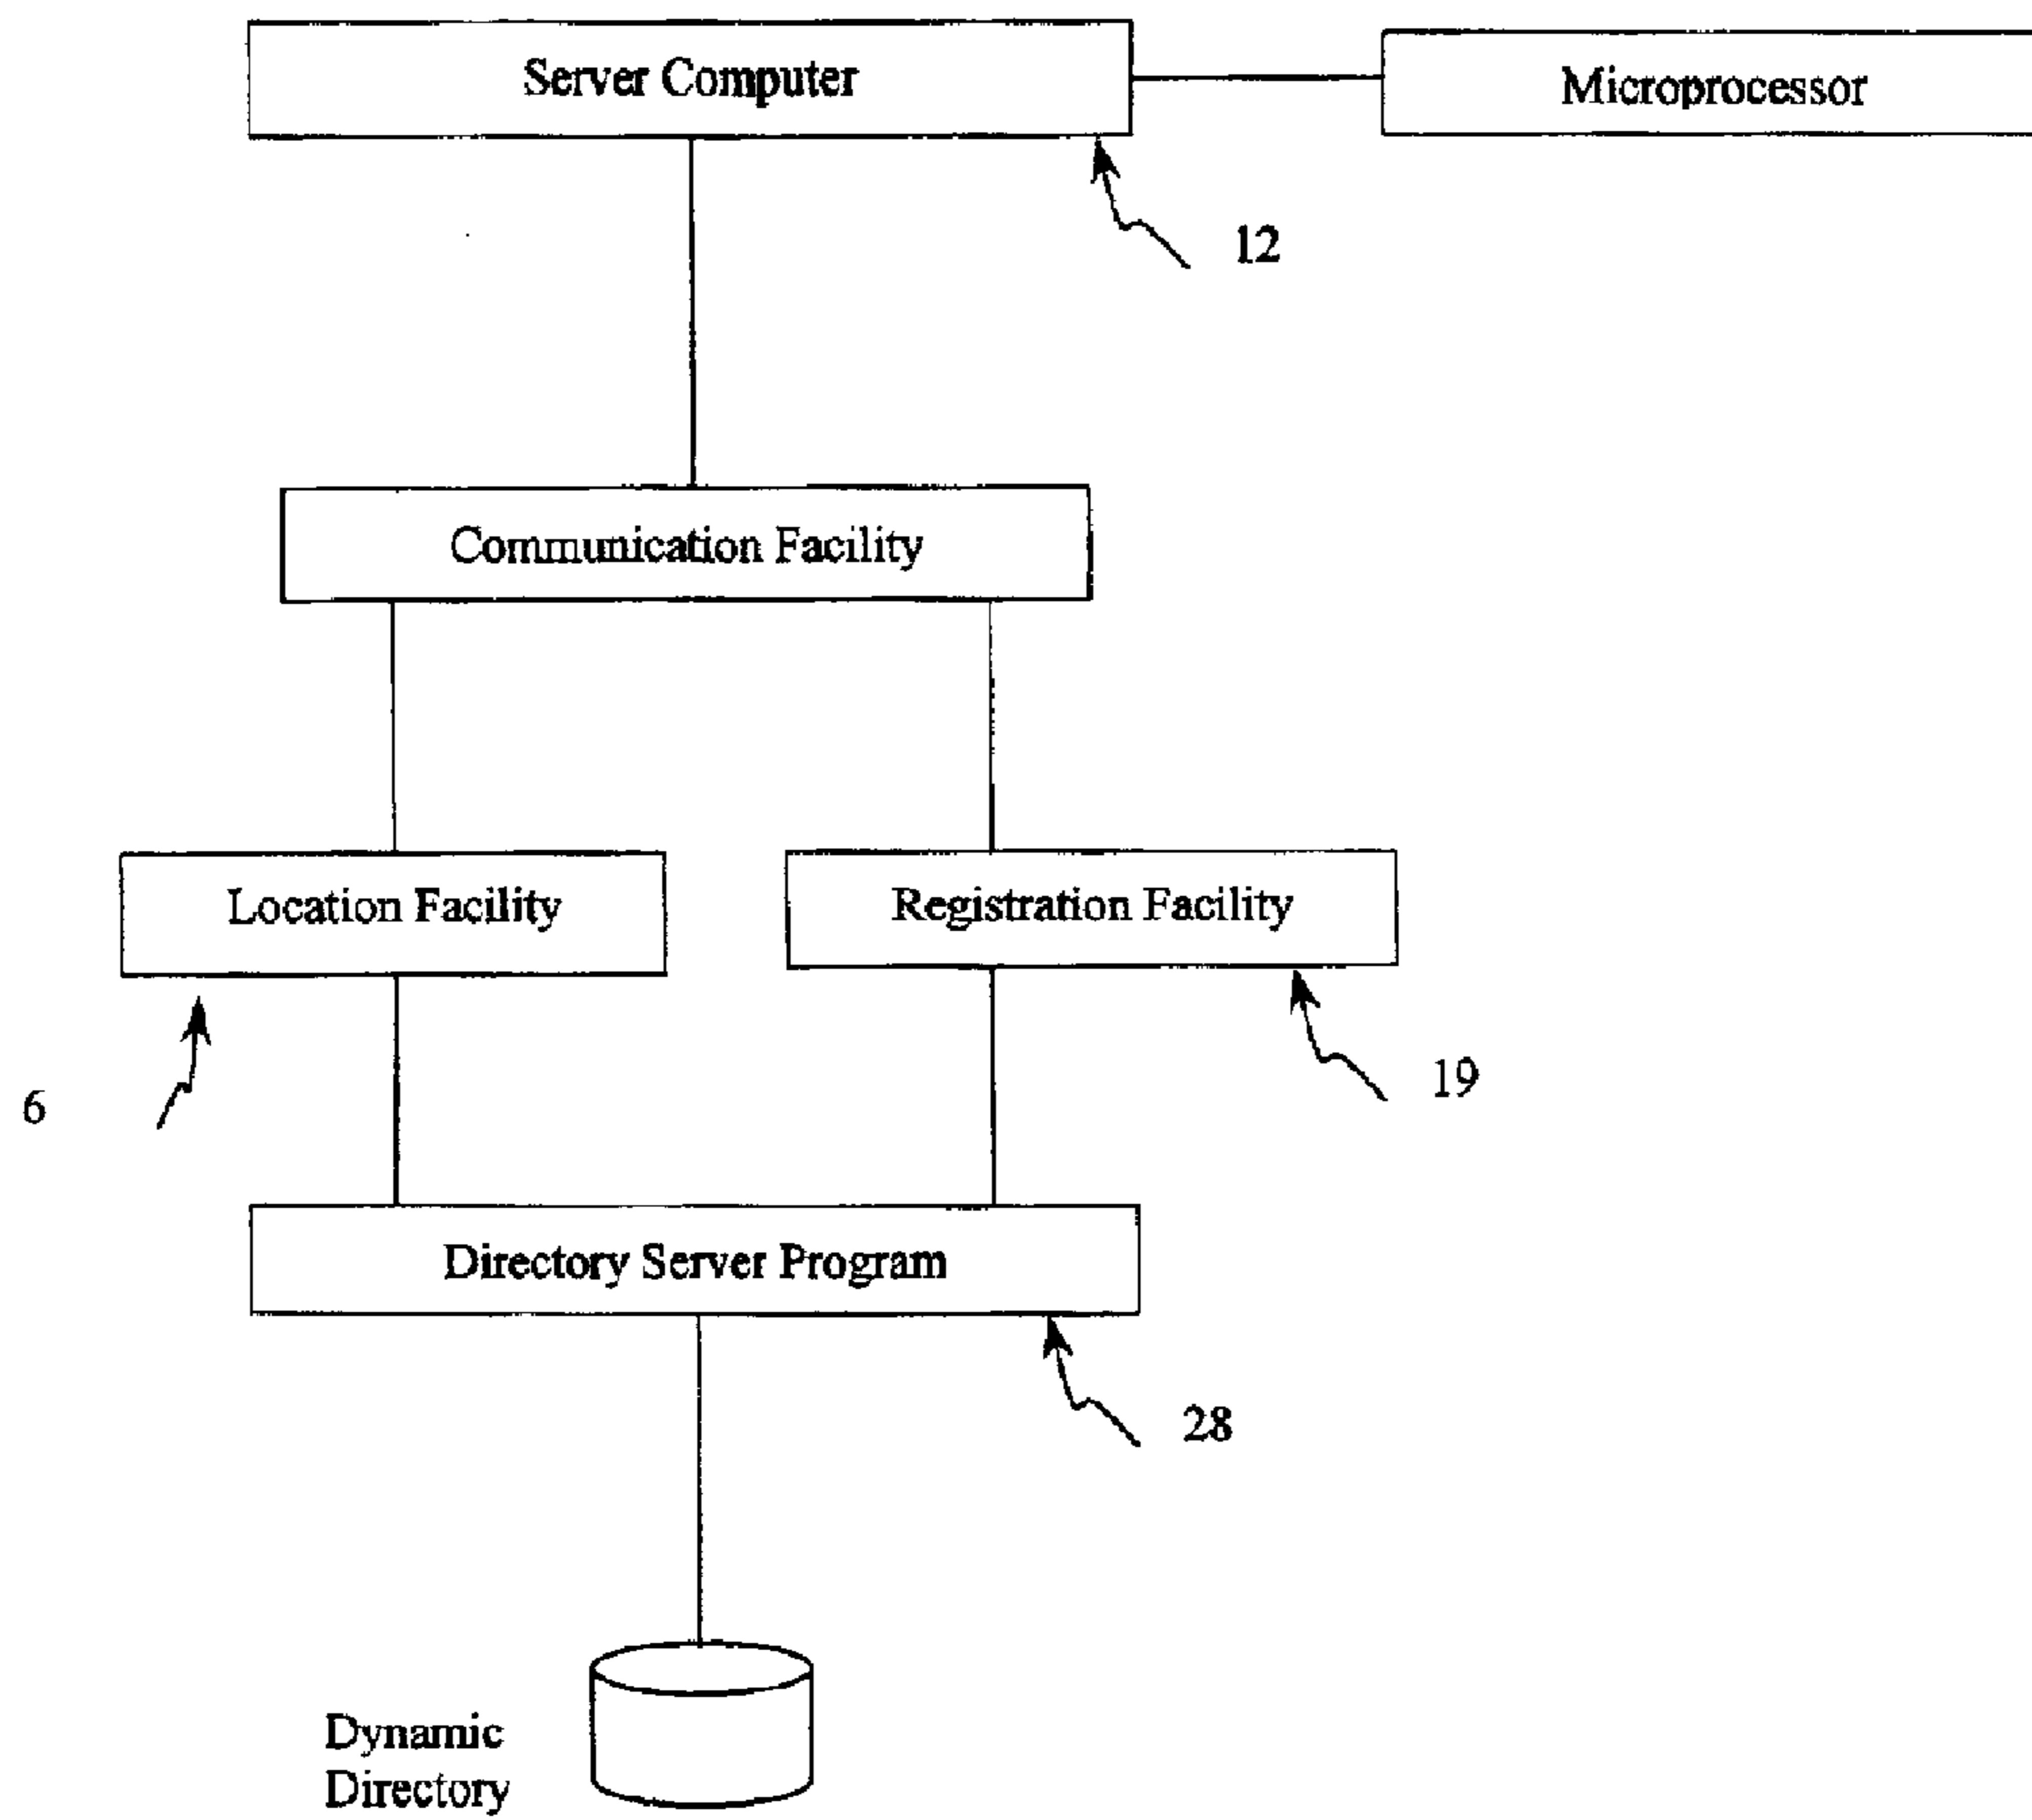 Server Computer
Microprocessor
12
Communication Facility
Location Facility
Registration Facility
6
19
Directory Server Program
28
Dynamic
Directory